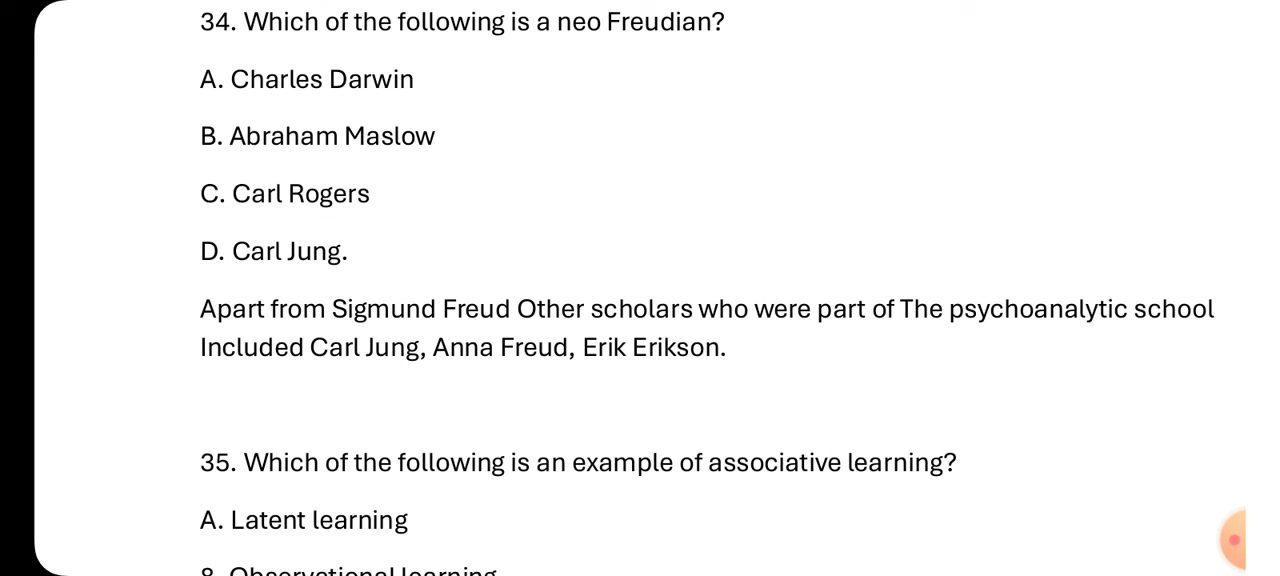 34. Which of the following is a neo Freudian?
A. Charles Darwin
B. Abraham Maslow
C. Carl Rogers
D. Carl Jung.
Apart from Sigmund Freud Other scholars who were part of The psychoanalytic school
Included Carl Jung, Anna Freud, Erik Erikson.
35. Which of the following is an example of associative learning?
A. Latent learning
8. Observational learning